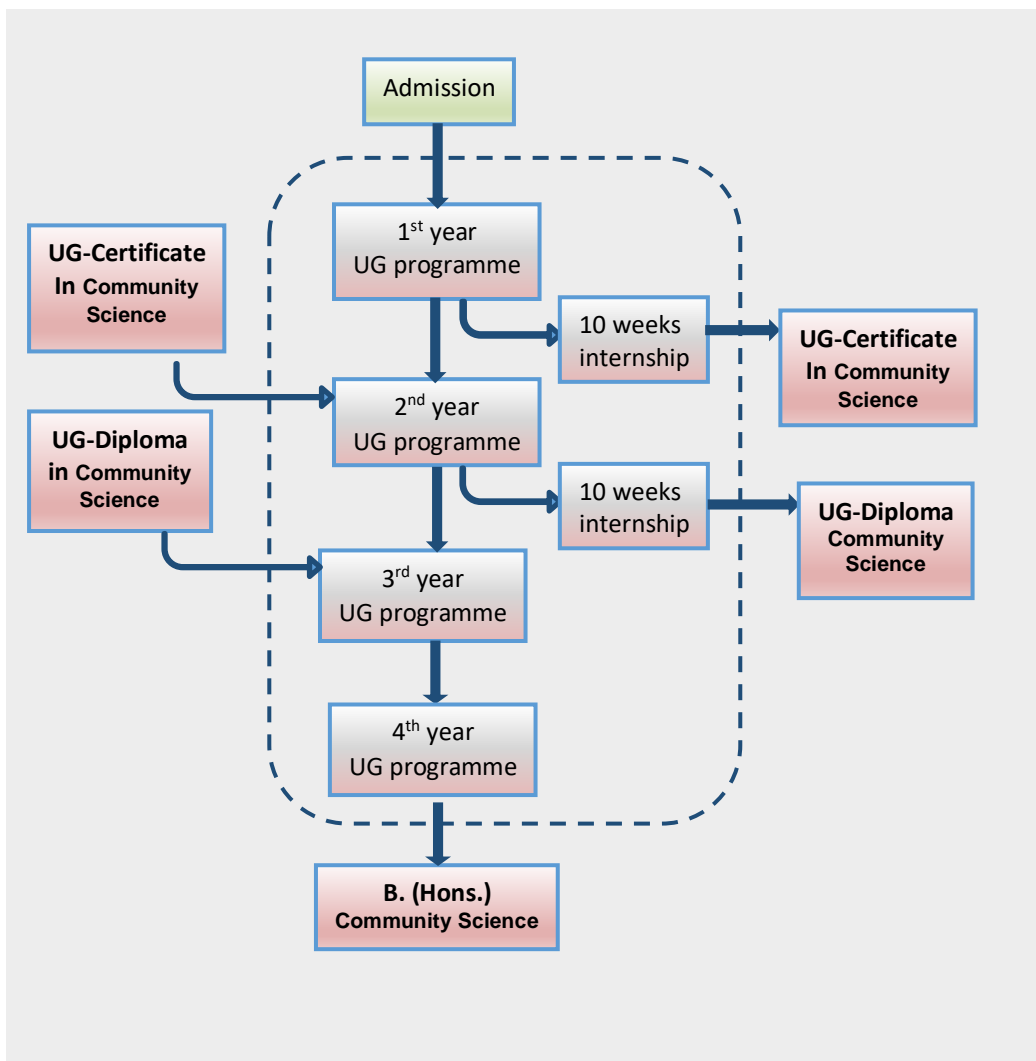 Admission
1st year
UG programme
UG-Certificate
In Community
Science
10 weeks
internship
UG-Certificate
In Community
Science
2nd year
UG programme
UG-Diploma
in Community
Science
10 weeks
internship
UG-Diploma
Community
Science
3rd year
UG programme
4th year
UG programme
B. (Hons.)
Community Science